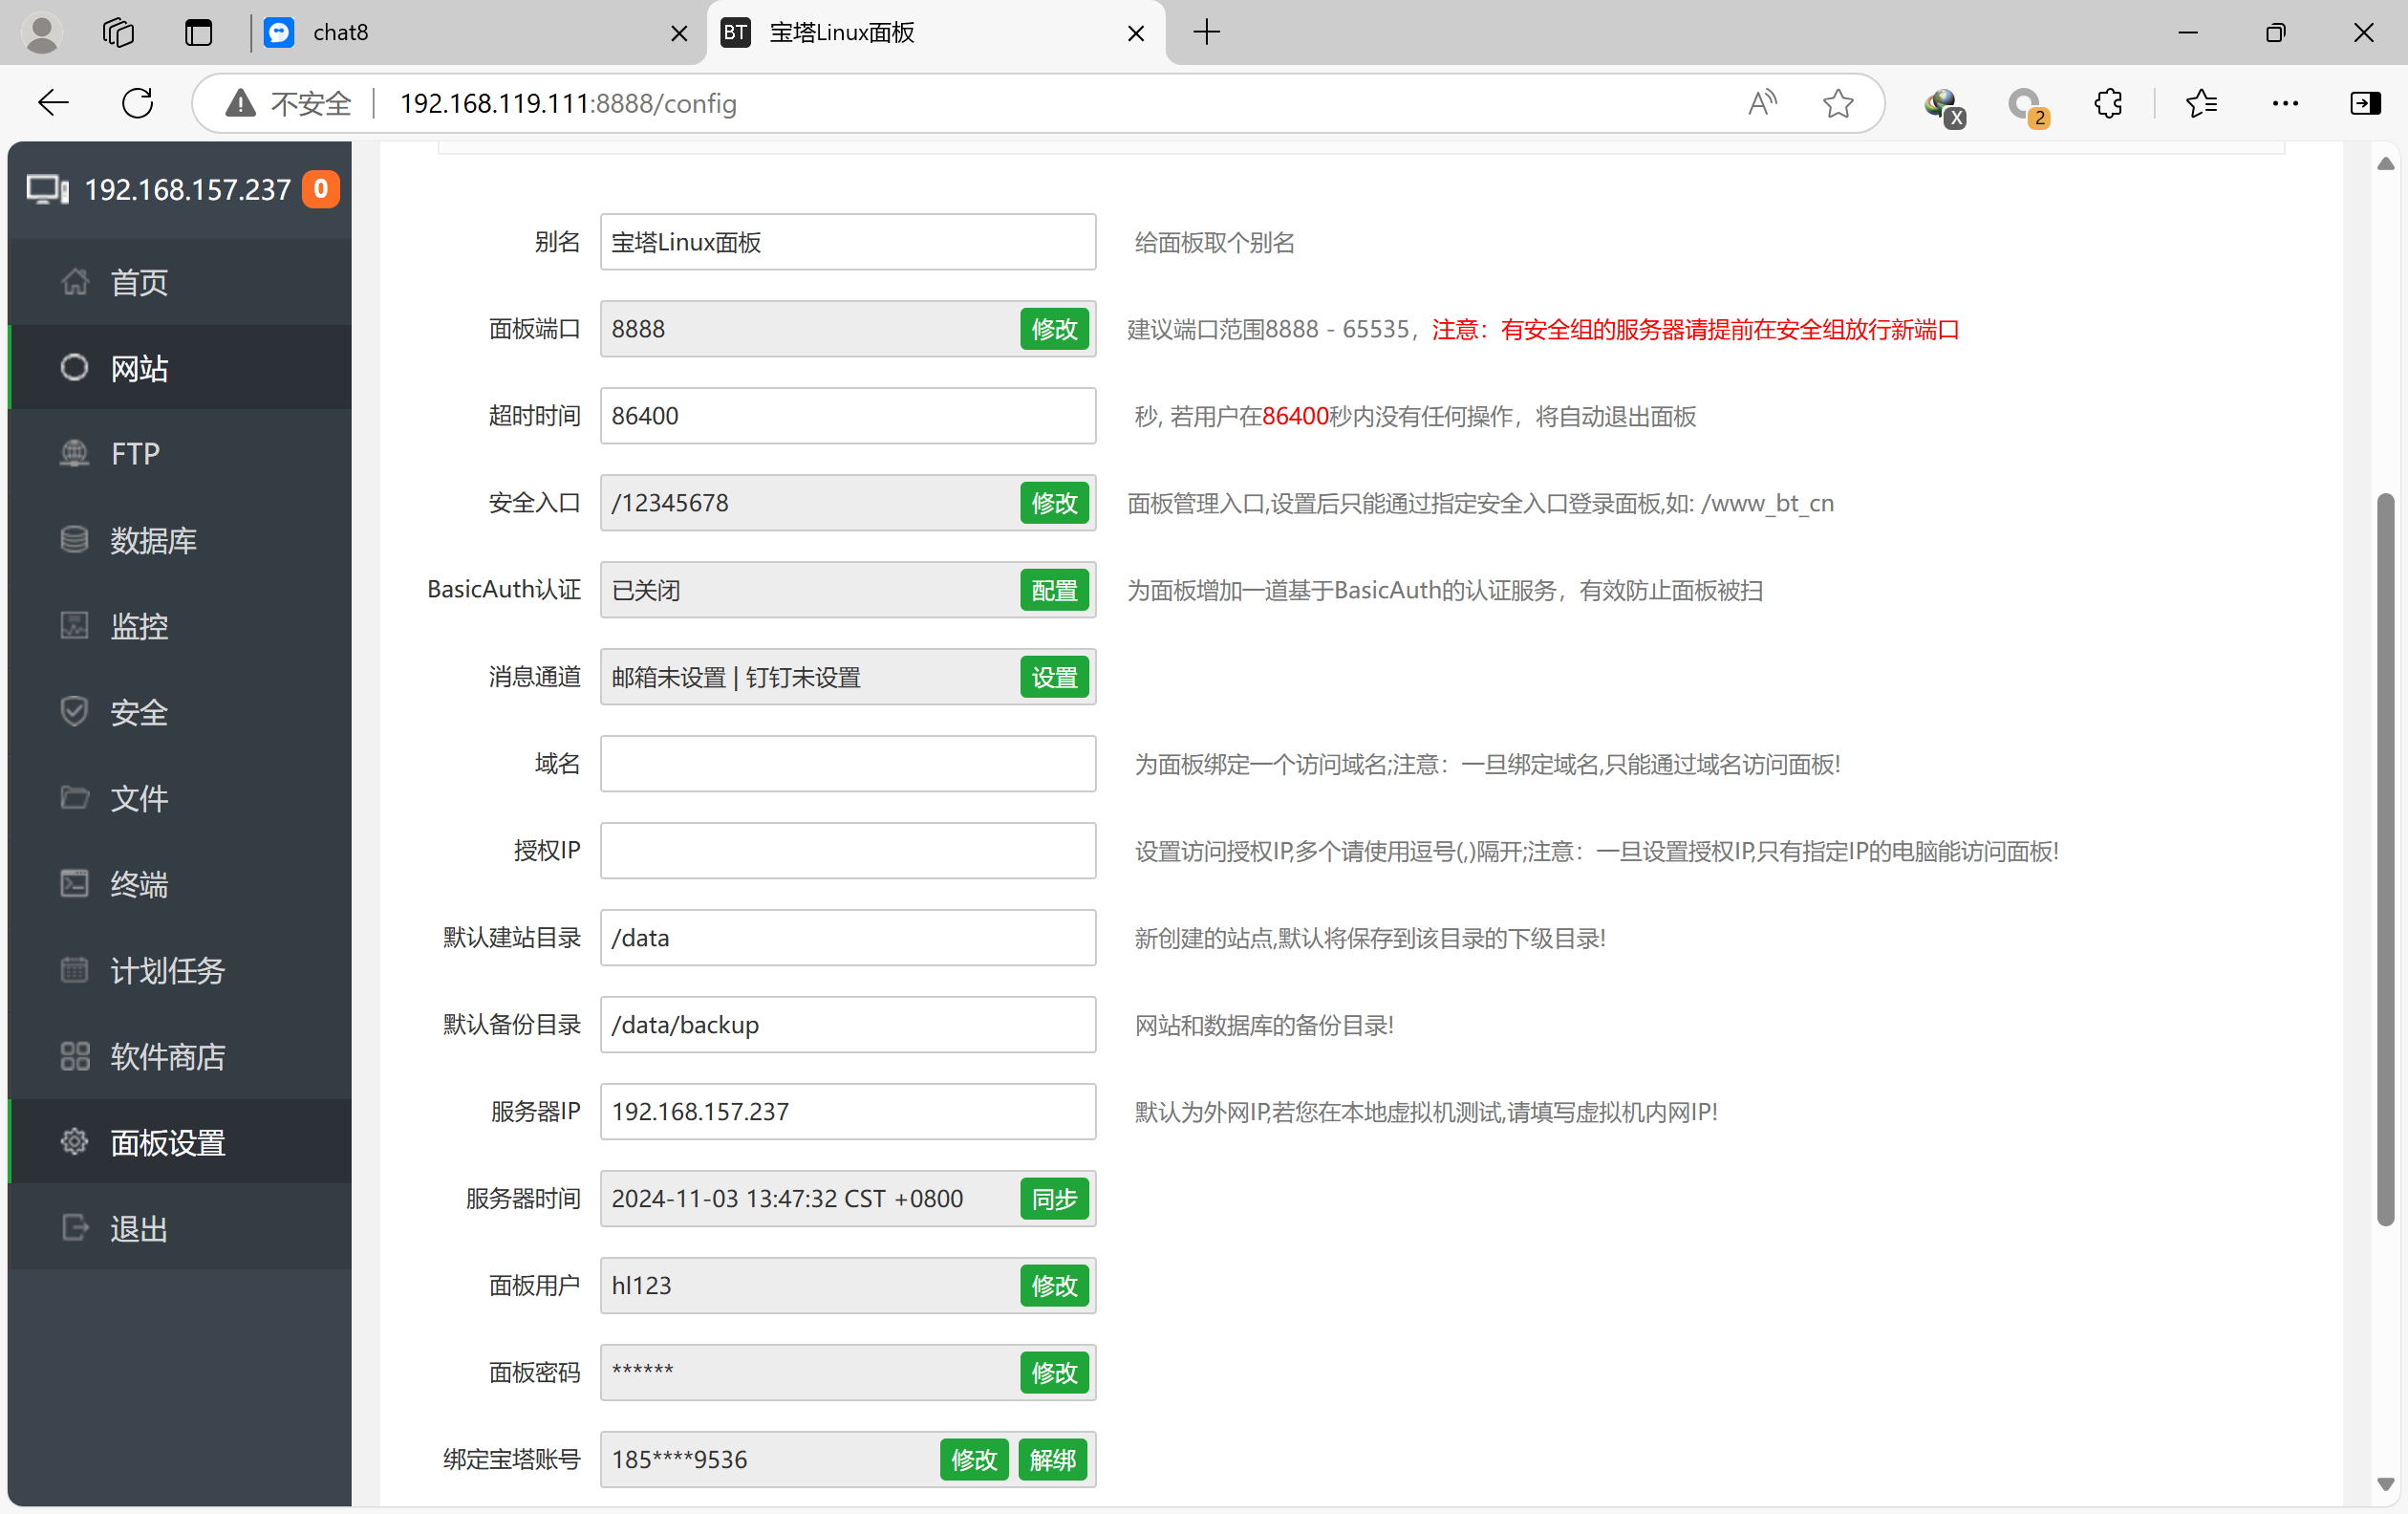 chat8
BT 宝塔Linux面板
不安全 192.168.119.111:8888/config
X
2
192.168.157.237 0
首页
网站
FTP
数据库
监控
安全
文件
终端
计划任务
软件商店
面板设置
退出
别名 宝塔Linux面板 给面板取个别名
面板端口 8888 修改 建议端口范围8888 - 65535，注意：有安全组的服务器请提前在安全组放行新端口
超时时间 86400 秒, 若用户在86400秒内没有任何操作，将自动退出面板
安全入口 /12345678 修改 面板管理入口,设置后只能通过指定安全入口登录面板,如: /www_bt_cn
BasicAuth认证 已关闭 配置 为面板增加一道基于BasicAuth的认证服务，有效防止面板被扫
消息通道 邮箱未设置 | 钉钉未设置 设置
域名 为面板绑定一个访问域名;注意：一旦绑定域名,只能通过域名访问面板!
授权IP 设置访问授权IP,多个请使用逗号(,)隔开;注意：一旦设置授权IP,只有指定IP的电脑能访问面板!
默认建站目录 /data 新创建的站点,默认将保存到该目录的下级目录!
默认备份目录 /data/backup 网站和数据库的备份目录!
服务器IP 192.168.157.237 默认为外网IP,若您在本地虚拟机测试,请填写虚拟机内网IP!
服务器时间 2024-11-03 13:47:32 CST +0800 同步
面板用户 hl123 修改
面板密码 ****** 修改
绑定宝塔账号 185****9536 修改 解绑